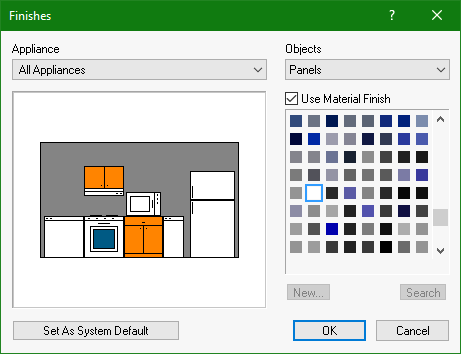 Finishes
?
Appliance
Objects
All Appliances
Panels
Use Material Finish
New...
Search
Set As System Default
OK
Cancel